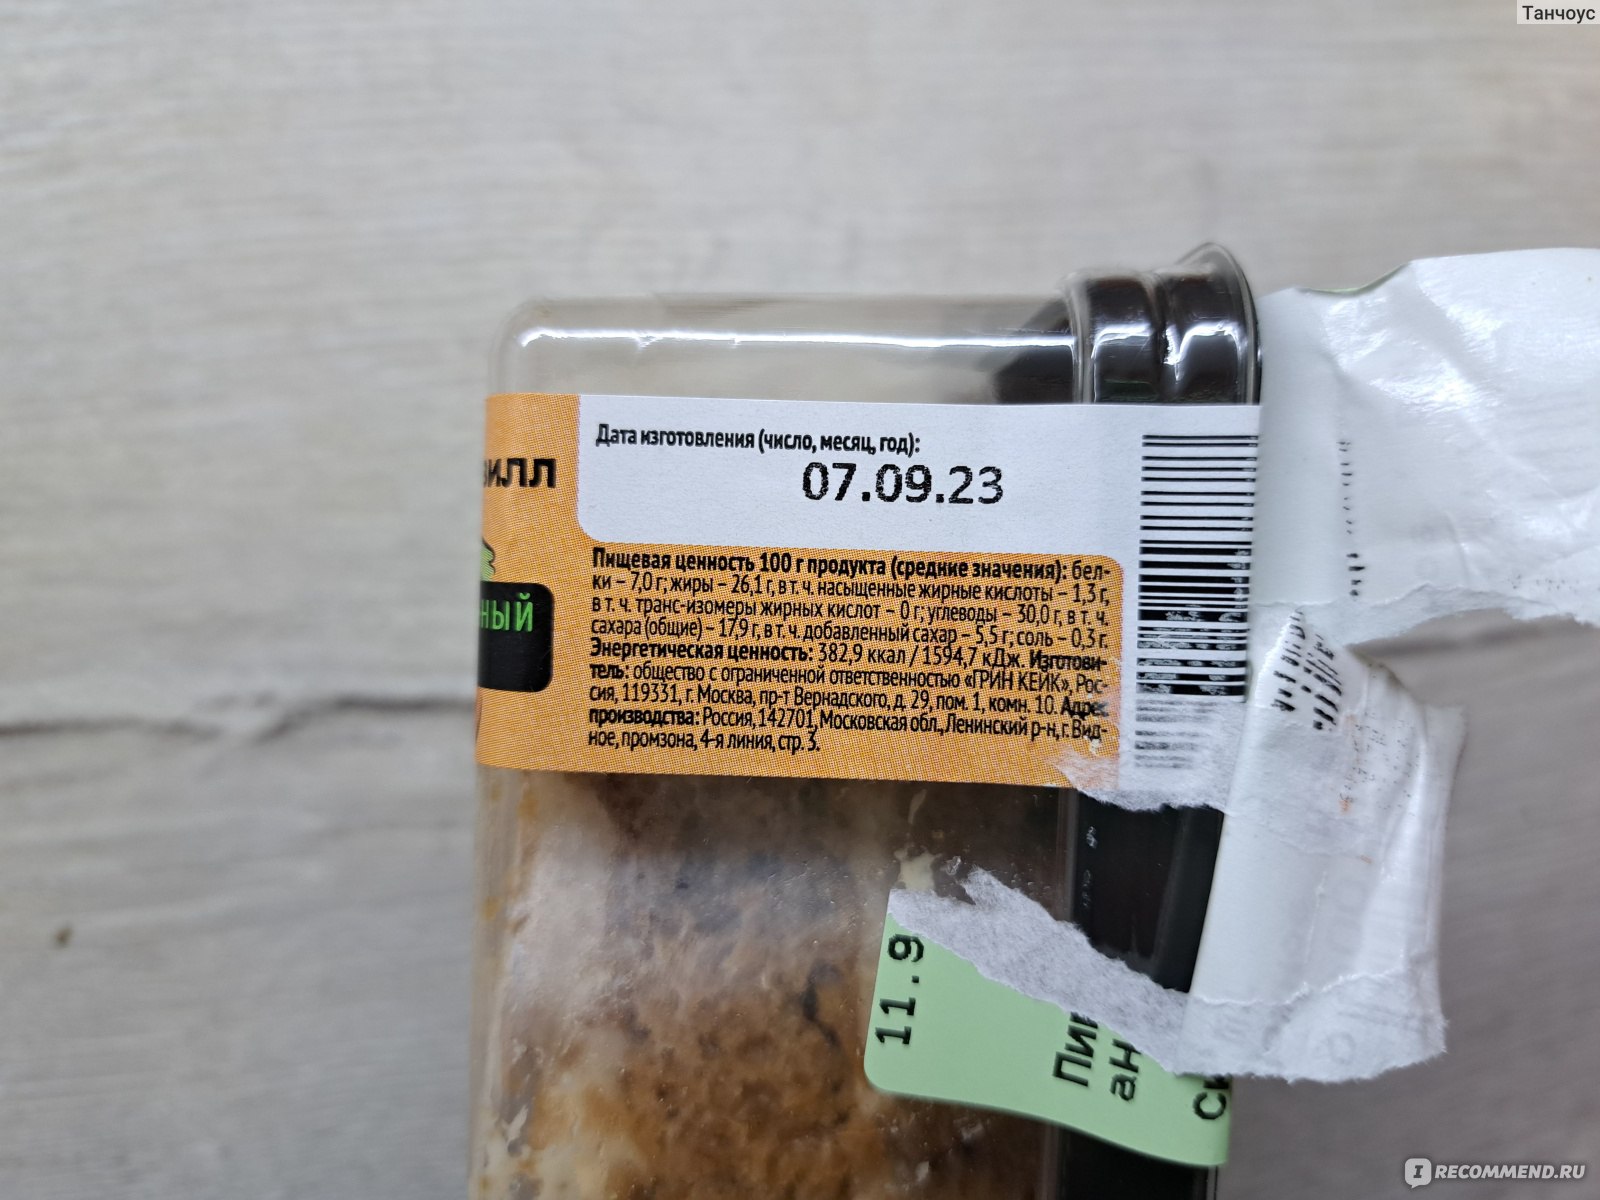 Танчоус
Дата изготовления (число, месяц, год):
07.09.23
вилл
ный
Пищевая ценность 100 г продукта (средние значения): бел-
ки – 7,0 г; жиры – 26,1 г, в т. ч. насыщенные жирные кислоты – 1,3 г,
в т. ч. транс-изомеры жирных кислот – 0 г; углеводы – 30,0 г, в т. ч.
сахара (общие) – 17,9 г, в т. ч. добавленный сахар – 5,5 г; соль – 0,3 г.
Энергетическая ценность: 382,9 ккал / 1594,7 кДж. Изготови-
тель: общество с ограниченной ответственностью «ГРИН КЕЙК», Рос-
сия, 119331, г. Москва, пр-т Вернадского, д. 29, пом. 1, комн. 10. Адрес
производства: Россия, 142701, Московская обл., Ленинский р-н, г. Вид-
ное, промзона, 4-я линия, стр. 3.
11.9
ан
IRECOMMEND.RU